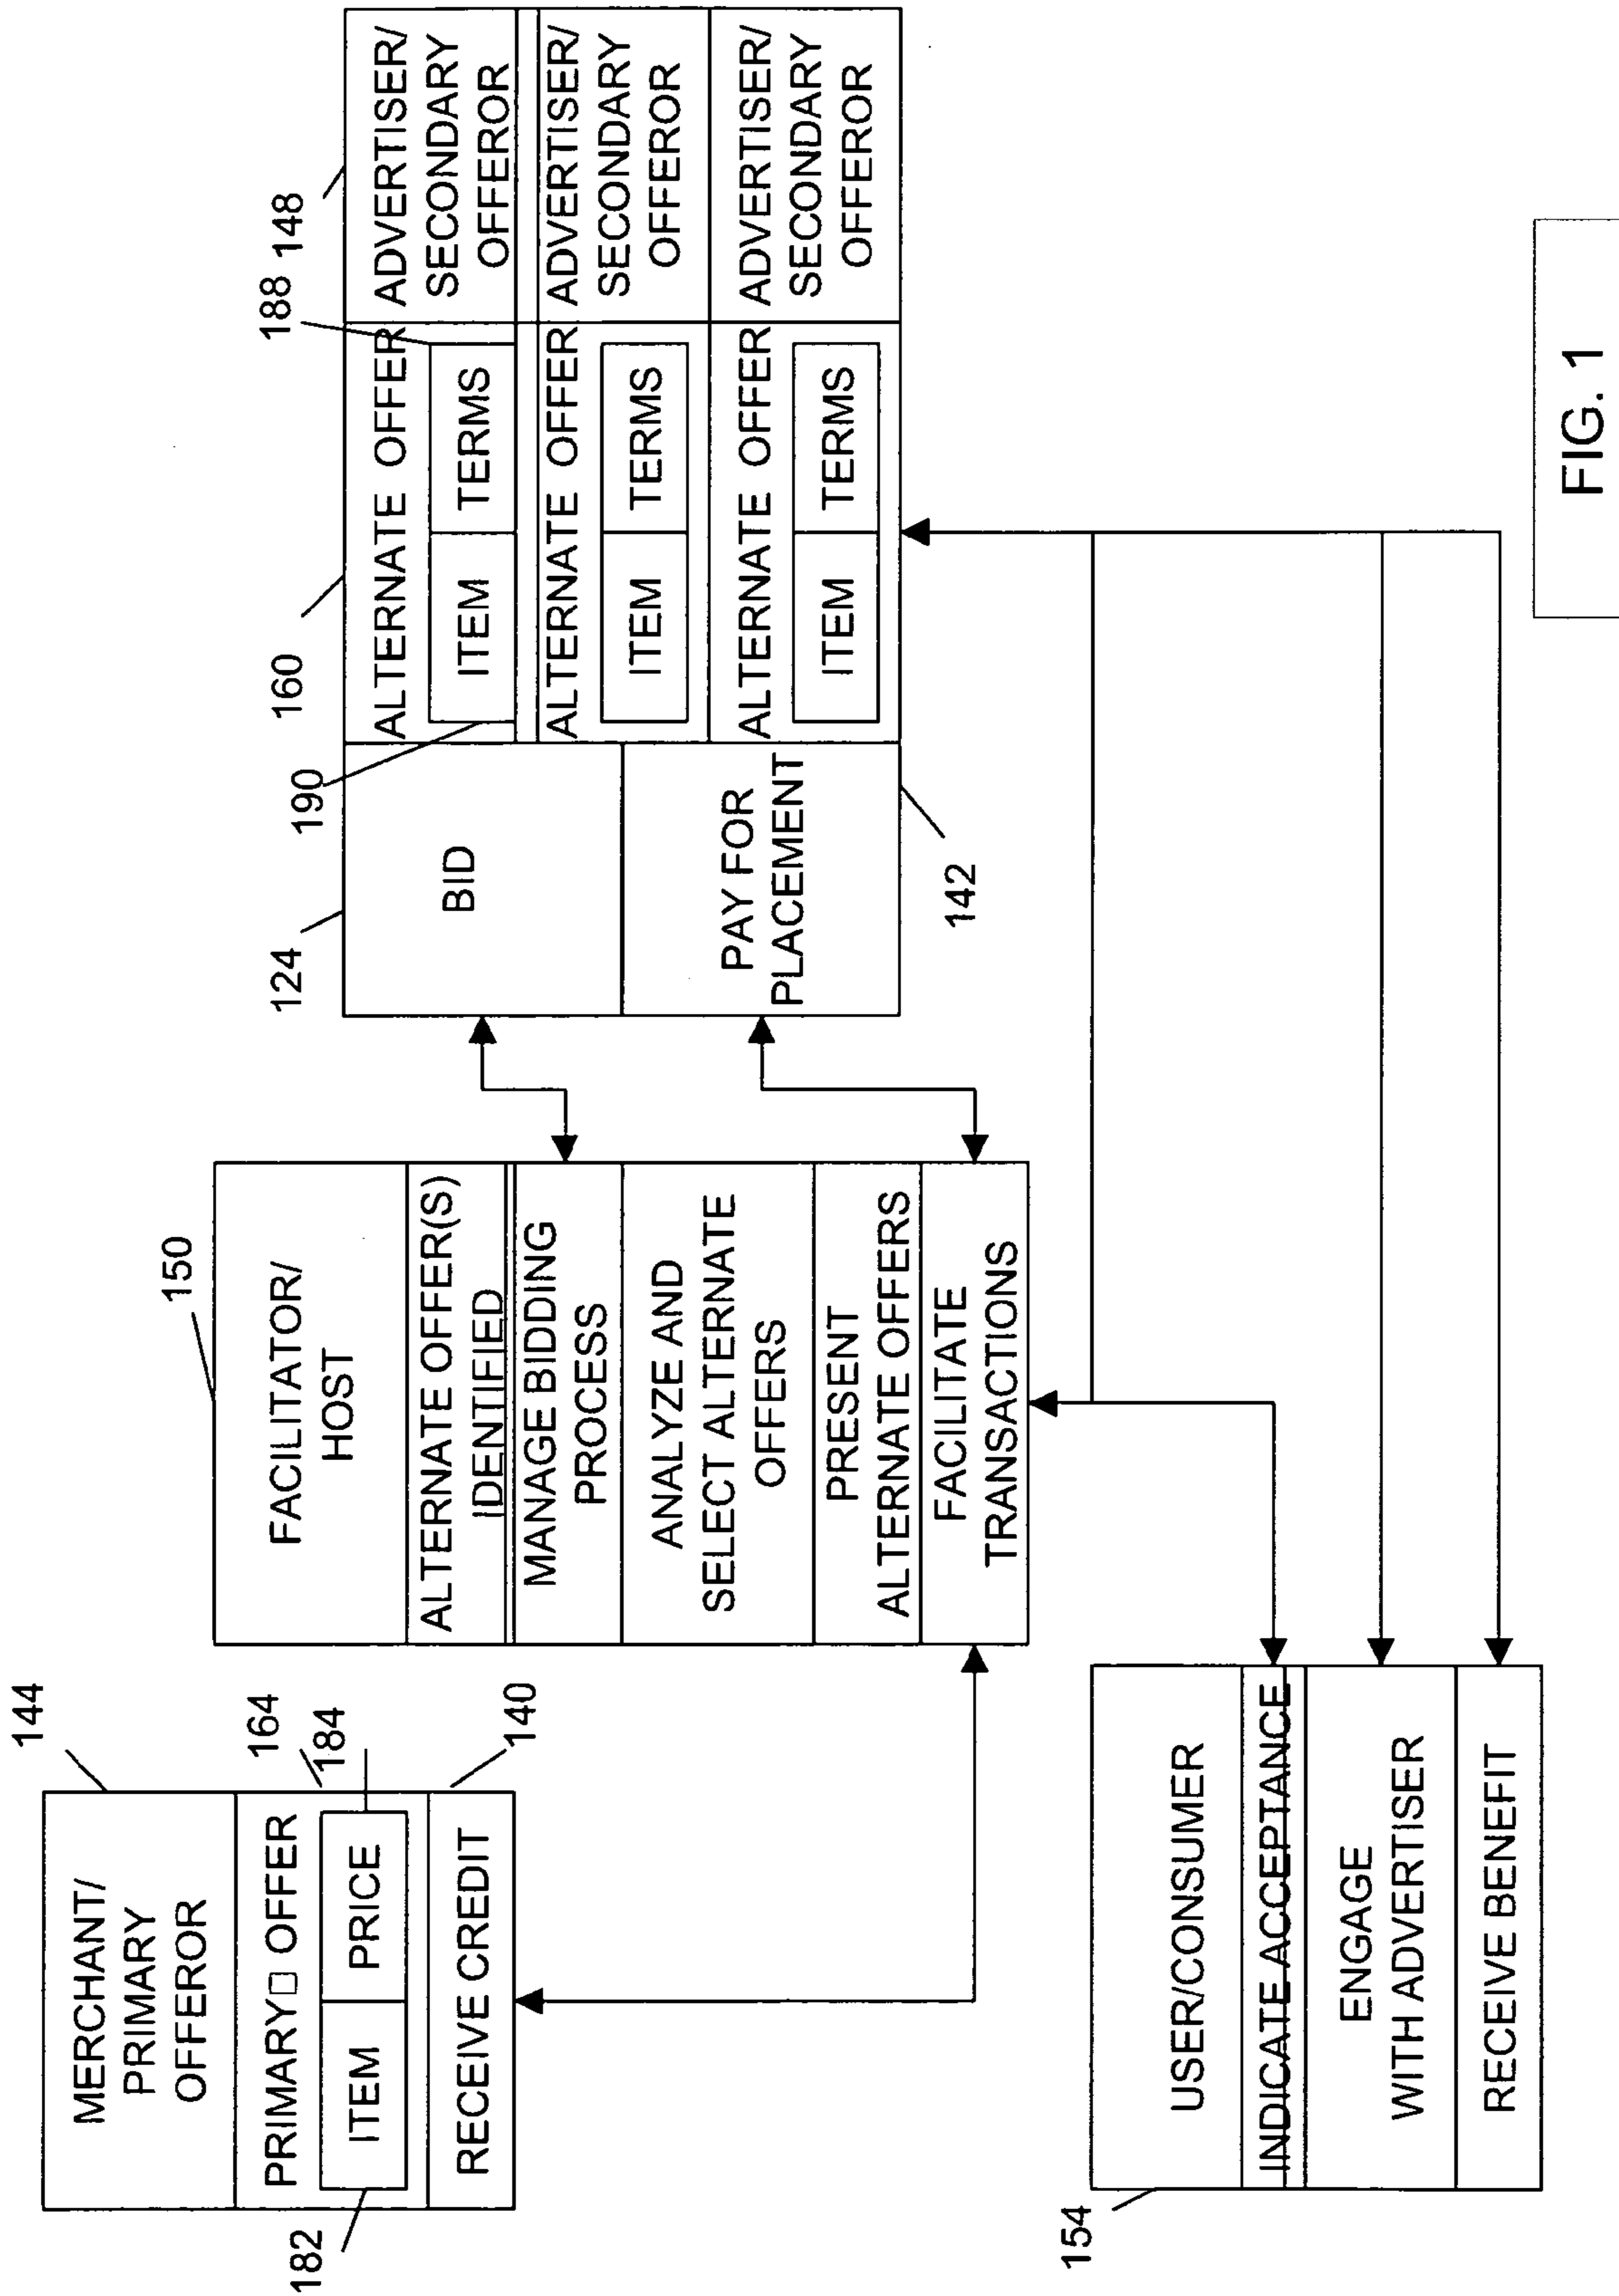 144
MERCHANT/
PRIMARY
OFFEROR
164
184
PRIMARY□ OFFER
ITEM
PRICE
182
RECEIVE CREDIT
140
150
FACILITATOR/
HOST
ALTERNATE OFFER(S)
IDENTIFIED
MANAGE BIDDING
PROCESS
ANALYZE AND
SELECT ALTERNATE
OFFERS
PRESENT
ALTERNATE OFFERS
FACILITATE
TRANSACTIONS
124
BID
PAY FOR
PLACEMENT
142
190
160
188
148
ALTERNATE OFFER
ITEM
TERMS
ADVERTISER/
SECONDARY
OFFEROR
ALTERNATE OFFER
ITEM
TERMS
ADVERTISER/
SECONDARY
OFFEROR
ALTERNATE OFFER
ITEM
TERMS
ADVERTISER/
SECONDARY
OFFEROR
154
USER/CONSUMER
INDICATE ACCEPTANCE
ENGAGE
WITH ADVERTISER
RECEIVE BENEFIT
FIG. 1